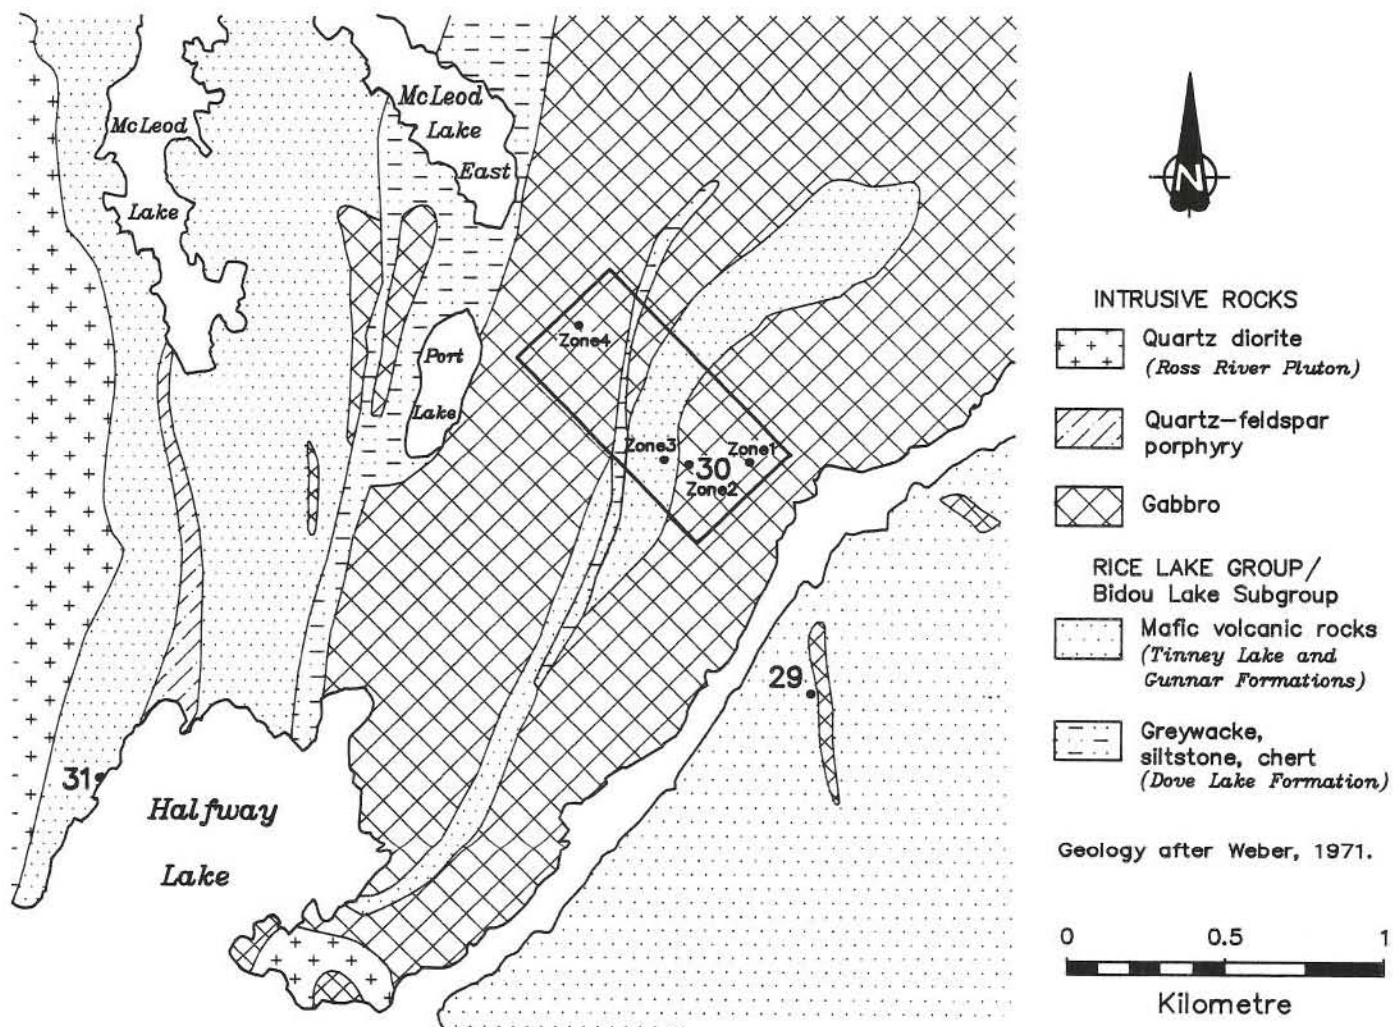 McLeod
Lake
McLeod
Lake
East
Port
Lake
Zone4
Zone3
Zone1
30
Zone2
29
31
Halfway
Lake
N
INTRUSIVE ROCKS
Quartz diorite
(Ross River Pluton)
Quartz-feldspar
porphyry
Gabbro
RICE LAKE GROUP/
Bidou Lake Subgroup
Mafic volcanic rocks
(Tinney Lake and
Gunnar Formations)
Greywacke,
siltstone, chert
(Dove Lake Formation)
Geology after Weber, 1971.
0 0.5 1
Kilometre